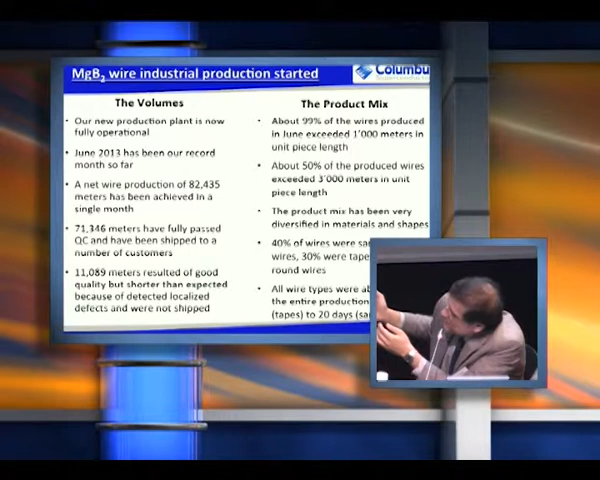 MgB2 wire industrial production started
Columbu
The Volumes
• Our new production plant is now
fully operational
• June 2013 has been our record
month so far
• A net wire production of 82,435
meters has been achieved in a
single month
• 71,346 meters have fully passed
QC and have been shipped to a
number of customers
• 11,089 meters resulted of good
quality but shorter than expected
because of detected localized
defects and were not shipped
The Product Mix
• About 99% of the wires produced
in June exceeded 1'000 meters in
unit piece length
• About 50% of the produced wires
exceeded 3'000 meters in unit
piece length
• The product mix has been very
diversified in materials and shapes
• 40% of wires were
wires, 30% were tape
round wires
• All wire types were
the entire production
(tapes) to 20 days